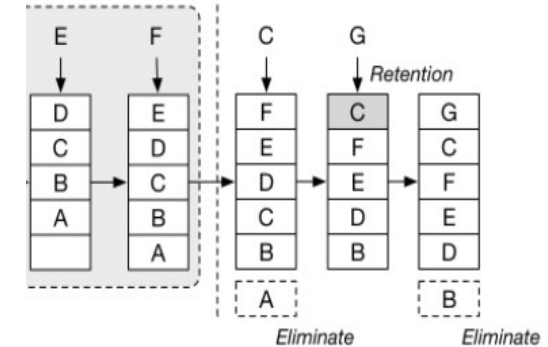 E F C G
Retention
D E F C G
C D E F C
B C D E F
A B C D E
A B B D
A B
Eliminate Eliminate